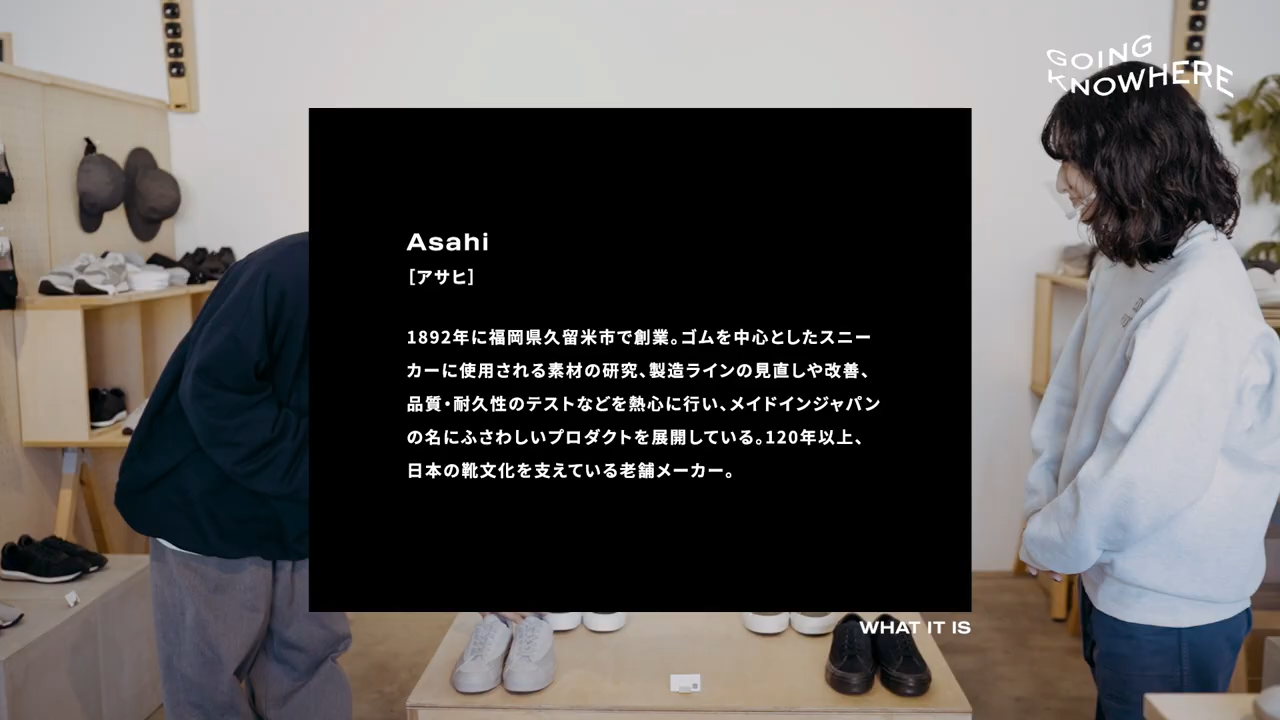 GOING
KNOWHERE
Asahi
［アサヒ］
1892年に福岡県久留米市で創業。ゴムを中心としたスニー
カーに使用される素材の研究、製造ラインの見直しや改善、
品質・耐久性のテストなどを熱心に行い、メイドインジャパン
の名にふさわしいプロダクトを展開している。120年以上、
日本の靴文化を支えている老舗メーカー。
WHAT IT IS